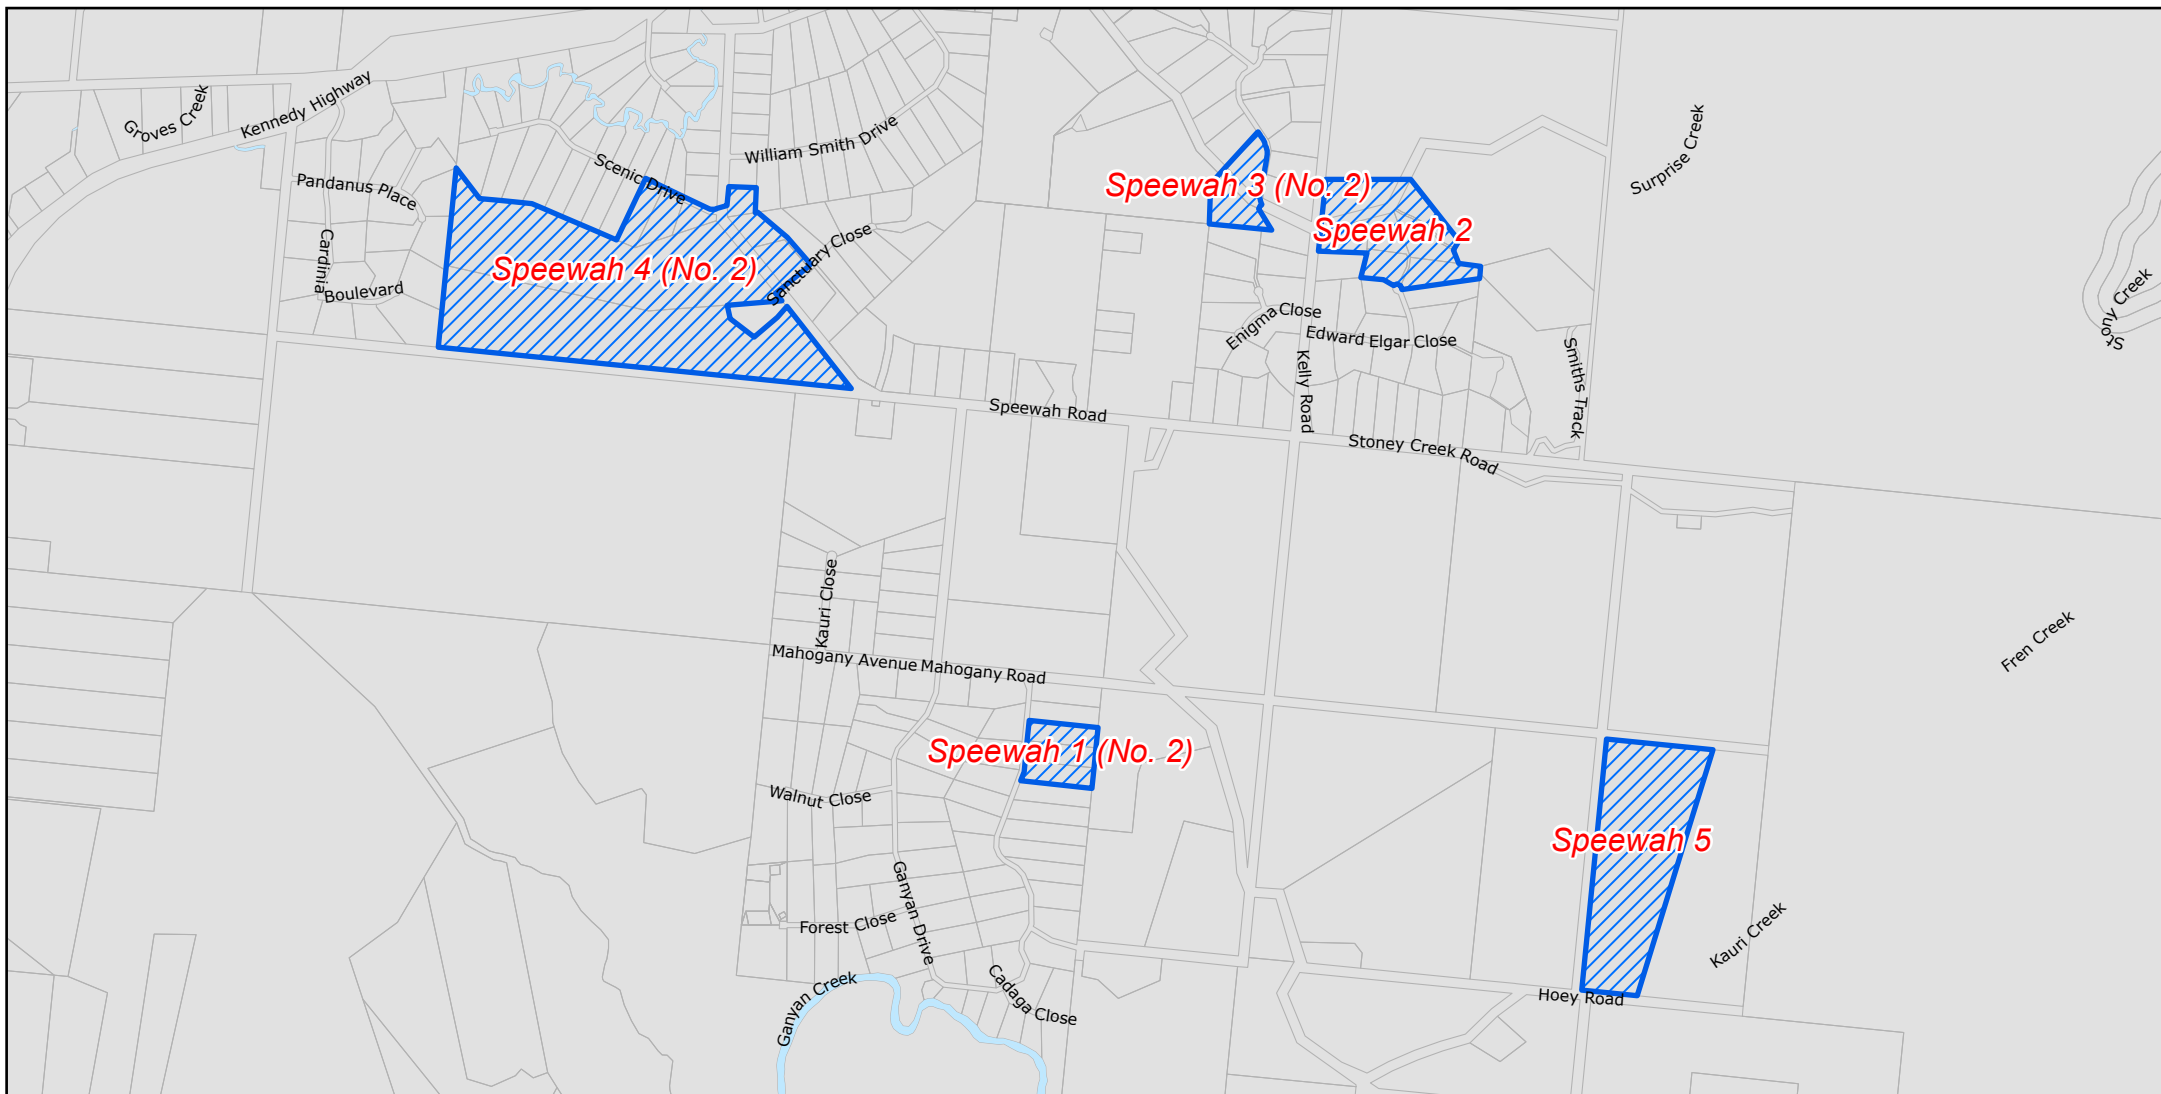 Groves Creek
Kennedy Highway
William Smith Drive
Surprise Creek
Scenic Drive
Pandanus Place
Speewah 3 (No. 2)
Speewah 2
Cardinia
Boulevard
Sanctuary Close
Speewah 4 (No. 2)
Stony Creek
Enigma Close
Edward Elgar Close
Kelly Road
Smiths Track
Speewah Road
Stoney Creek Road
Kauri Close
Mahogany Avenue
Mahogany Road
Fren Creek
Speewah 1 (No. 2)
Walnut Close
Speewah 5
Ganyan Drive
Forest Close
Kauri Creek
Ganyan Creek
Cadaga Close
Hoey Road